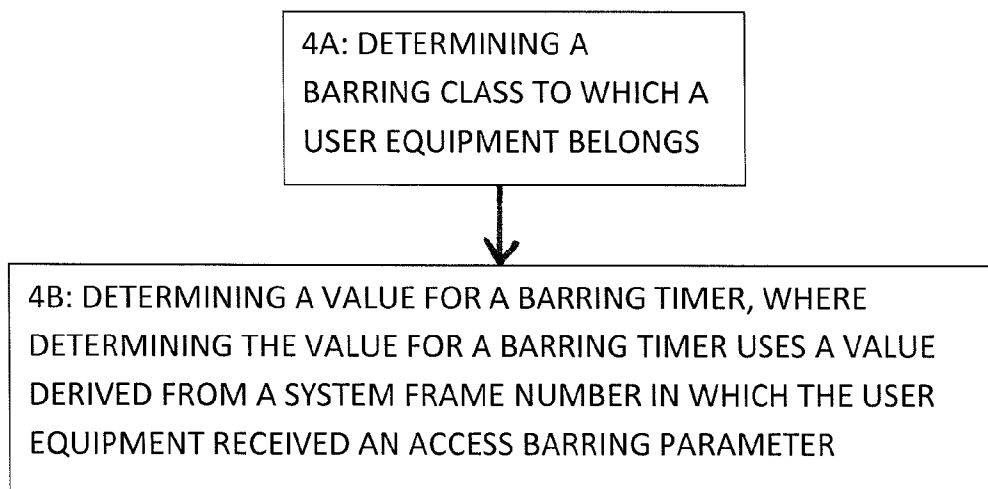 4A: DETERMINING A
BARRING CLASS TO WHICH A
USER EQUIPMENT BELONGS
4B: DETERMINING A VALUE FOR A BARRING TIMER, WHERE
DETERMINING THE VALUE FOR A BARRING TIMER USES A VALUE
DERIVED FROM A SYSTEM FRAME NUMBER IN WHICH THE USER
EQUIPMENT RECEIVED AN ACCESS BARRING PARAMETER